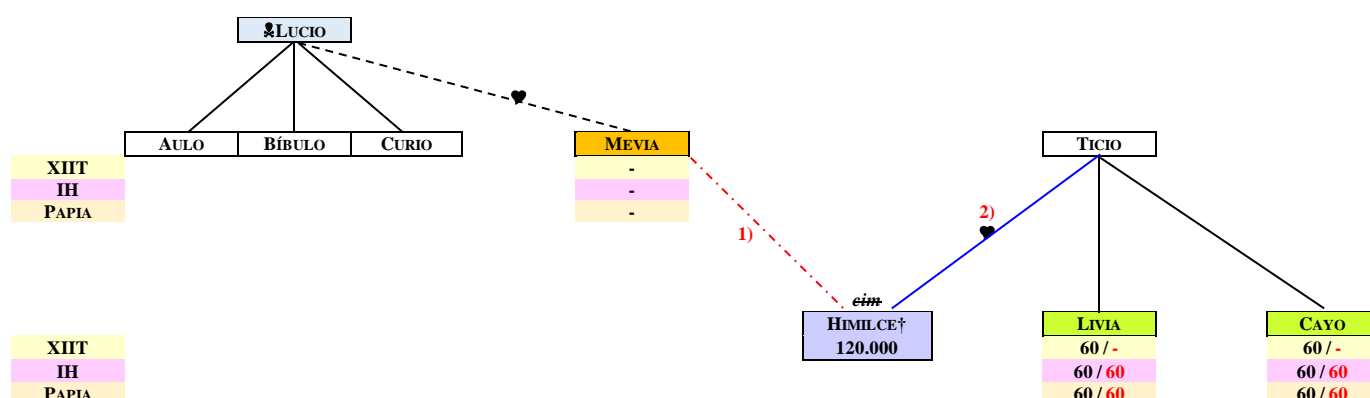 ☠LUCIO
AULO BÍBULO CURIO MEVIA TICIO
XIIT -
IH -
PAPIA -
2)
1)
cim
HIMILCE† LIVIA CAYO
XIIT 120.000 60 / - 60 / -
IH 60 / 60 60 / 60
PAPIA 60 / 60 60 / 60